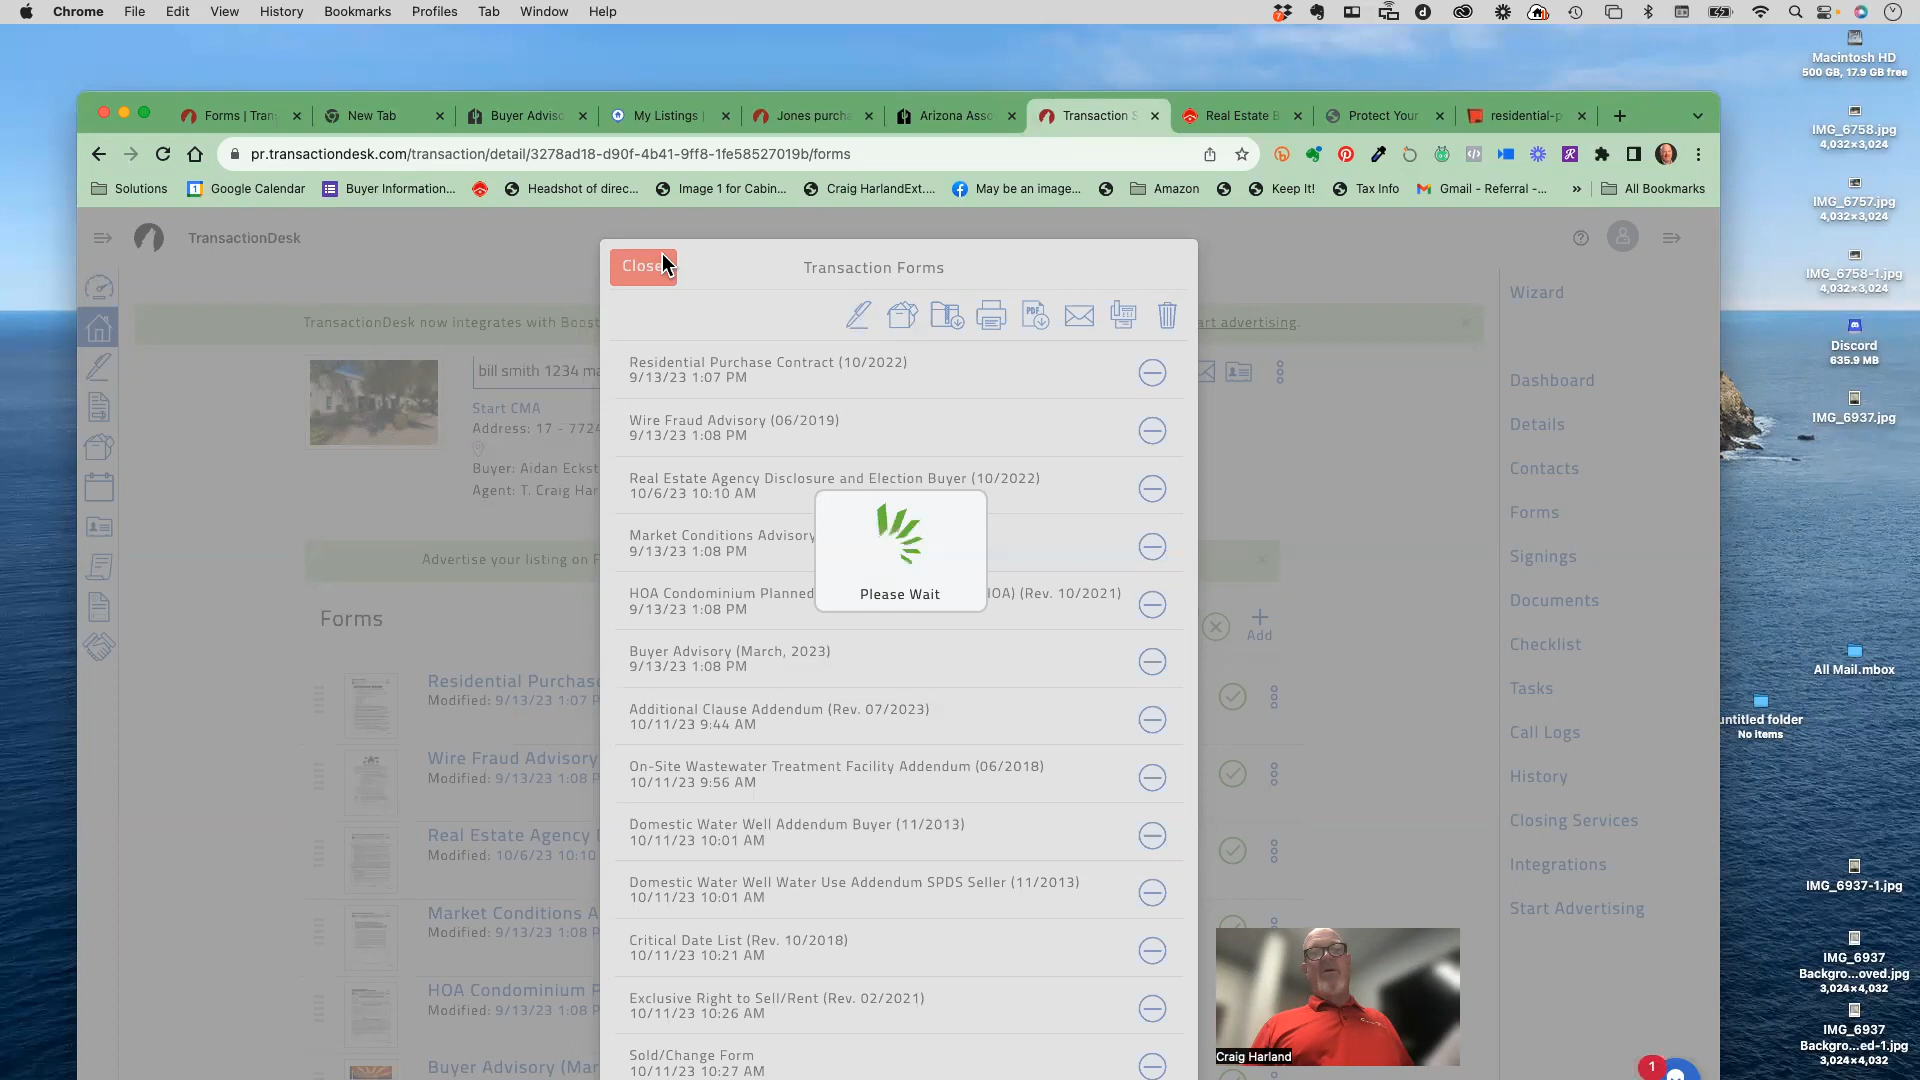 Chrome File Edit View History Bookmarks Profiles Tab Window Help
Macintosh HD
500 GB, 17.9 GB free
IMG_6758.jpg
4,032×3,024
IMG_6757.jpg
4,032×3,024
IMG_6758-1.jpg
4,032×3,024
Discord
635.9 MB
IMG_6937.jpg
All Mail.mbox
untitled folder
No items
IMG_6937-1.jpg
IMG_6937
Backgro...oved.jpg
3,024×4,032
IMG_6937
Backgro...ed-1.jpg
3,024×4,032
Forms | Tran
New Tab
Buyer Adviso
My Listings |
Jones purcha
Arizona Asso
Transaction S
Real Estate B
Protect Your
residential-p
pr.transactiondesk.com/transaction/detail/3278ad18-d90f-4b41-9ff8-1fe58527019b/forms
Solutions
Google Calendar
Buyer Information...
Headshot of direc...
Image 1 for Cabin...
Craig HarlandExt....
May be an image...
Amazon
Keep It!
Tax Info
Gmail - Referral -...
»
All Bookmarks
TransactionDesk
TransactionDesk now integrates with Boost
art advertising.
bill smith 1234 ma
Start CMA
Address: 17 - 7724
Buyer: Aidan Eckst
Agent: T. Craig Har
Advertise your listing on F
Forms
Add
Residential Purchase
Modified: 9/13/23 1:07 P
Wire Fraud Advisory
Modified: 9/13/23 1:08 P
Real Estate Agency
Modified: 10/6/23 10:10
Market Conditions A
Modified: 9/13/23 1:08 P
HOA Condominium P
Modified: 9/13/23 1:08 P
Buyer Advisory (Mar
Close
Transaction Forms
PDF
Residential Purchase Contract (10/2022)
9/13/23 1:07 PM
Wire Fraud Advisory (06/2019)
9/13/23 1:08 PM
Real Estate Agency Disclosure and Election Buyer (10/2022)
10/6/23 10:10 AM
Market Conditions Advisory
9/13/23 1:08 PM
HOA Condominium Planned
OA) (Rev. 10/2021)
9/13/23 1:08 PM
Please Wait
Buyer Advisory (March, 2023)
9/13/23 1:08 PM
Additional Clause Addendum (Rev. 07/2023)
10/11/23 9:44 AM
On-Site Wastewater Treatment Facility Addendum (06/2018)
10/11/23 9:56 AM
Domestic Water Well Addendum Buyer (11/2013)
10/11/23 10:01 AM
Domestic Water Well Water Use Addendum SPDS Seller (11/2013)
10/11/23 10:01 AM
Critical Date List (Rev. 10/2018)
10/11/23 10:21 AM
Exclusive Right to Sell/Rent (Rev. 02/2021)
10/11/23 10:26 AM
Sold/Change Form
10/11/23 10:27 AM
Wizard
Dashboard
Details
Contacts
Forms
Signings
Documents
Checklist
Tasks
Call Logs
History
Closing Services
Integrations
Start Advertising
Craig Harland
1